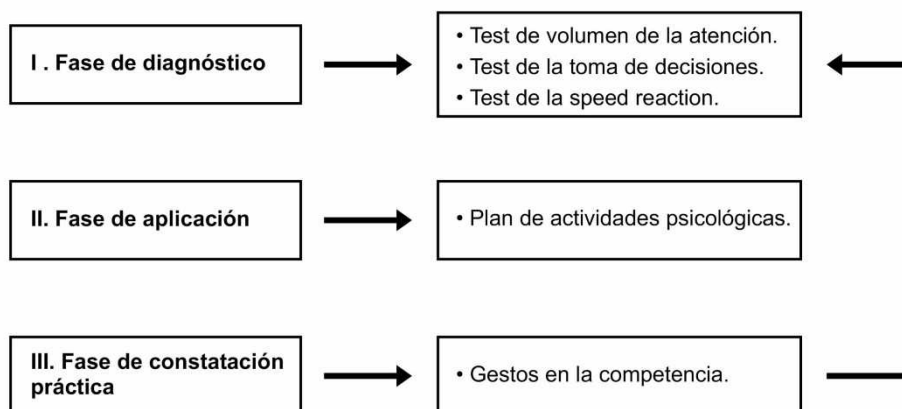 I . Fase de diagnóstico
• Test de volumen de la atención.
• Test de la toma de decisiones.
• Test de la speed reaction.
II. Fase de aplicación
• Plan de actividades psicológicas.
III. Fase de constatación
práctica
• Gestos en la competencia.